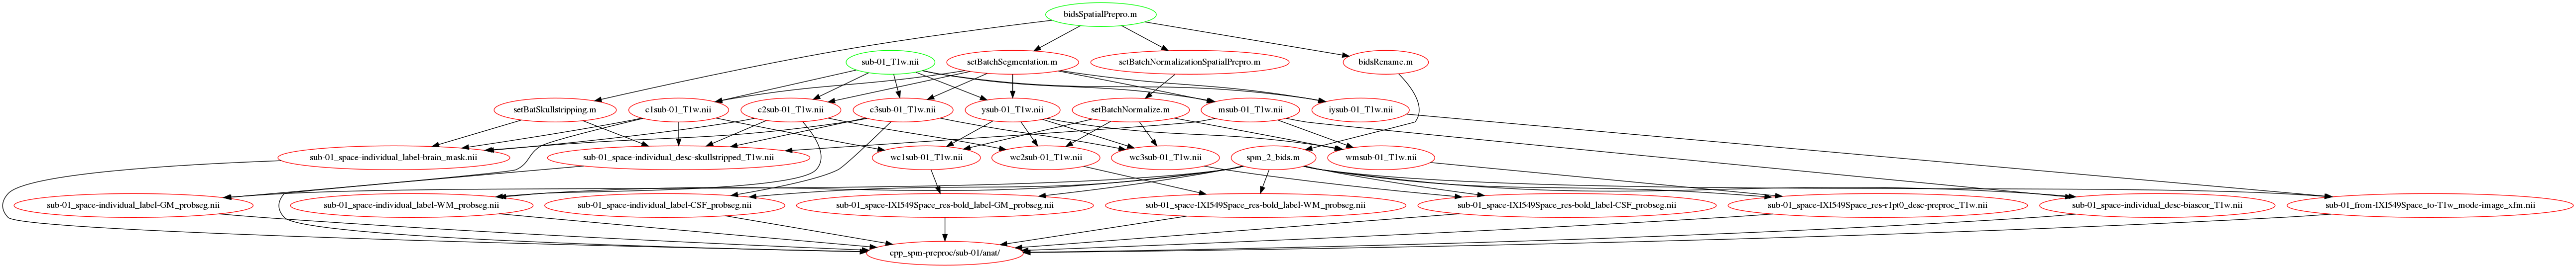 bidsSpatialPrepro.m
sub-01_T1w.nii
setBatchSegmentation.m
setBatchNormalizationSpatialPrepro.m
bidsRename.m
setBatSkullstripping.m
c1sub-01_T1w.nii
c2sub-01_T1w.nii
c3sub-01_T1w.nii
ysub-01_T1w.nii
setBatchNormalize.m
msub-01_T1w.nii
iysub-01_T1w.nii
sub-01_space-individual_label-brain_mask.nii
sub-01_space-individual_desc-skullstripped_T1w.nii
wc1sub-01_T1w.nii
wc2sub-01_T1w.nii
wc3sub-01_T1w.nii
spm_2_bids.m
wmsub-01_T1w.nii
sub-01_space-individual_label-GM_probseg.nii
sub-01_space-individual_label-WM_probseg.nii
sub-01_space-individual_label-CSF_probseg.nii
sub-01_space-IXI549Space_res-bold_label-GM_probseg.nii
sub-01_space-IXI549Space_res-bold_label-WM_probseg.nii
sub-01_space-IXI549Space_res-bold_label-CSF_probseg.nii
sub-01_space-IXI549Space_res-r1pt0_desc-preproc_T1w.nii
sub-01_space-individual_desc-biascor_T1w.nii
sub-01_from-IXI549Space_to-T1w_mode-image_xfm.nii
cpp_spm-preproc/sub-01/anat/